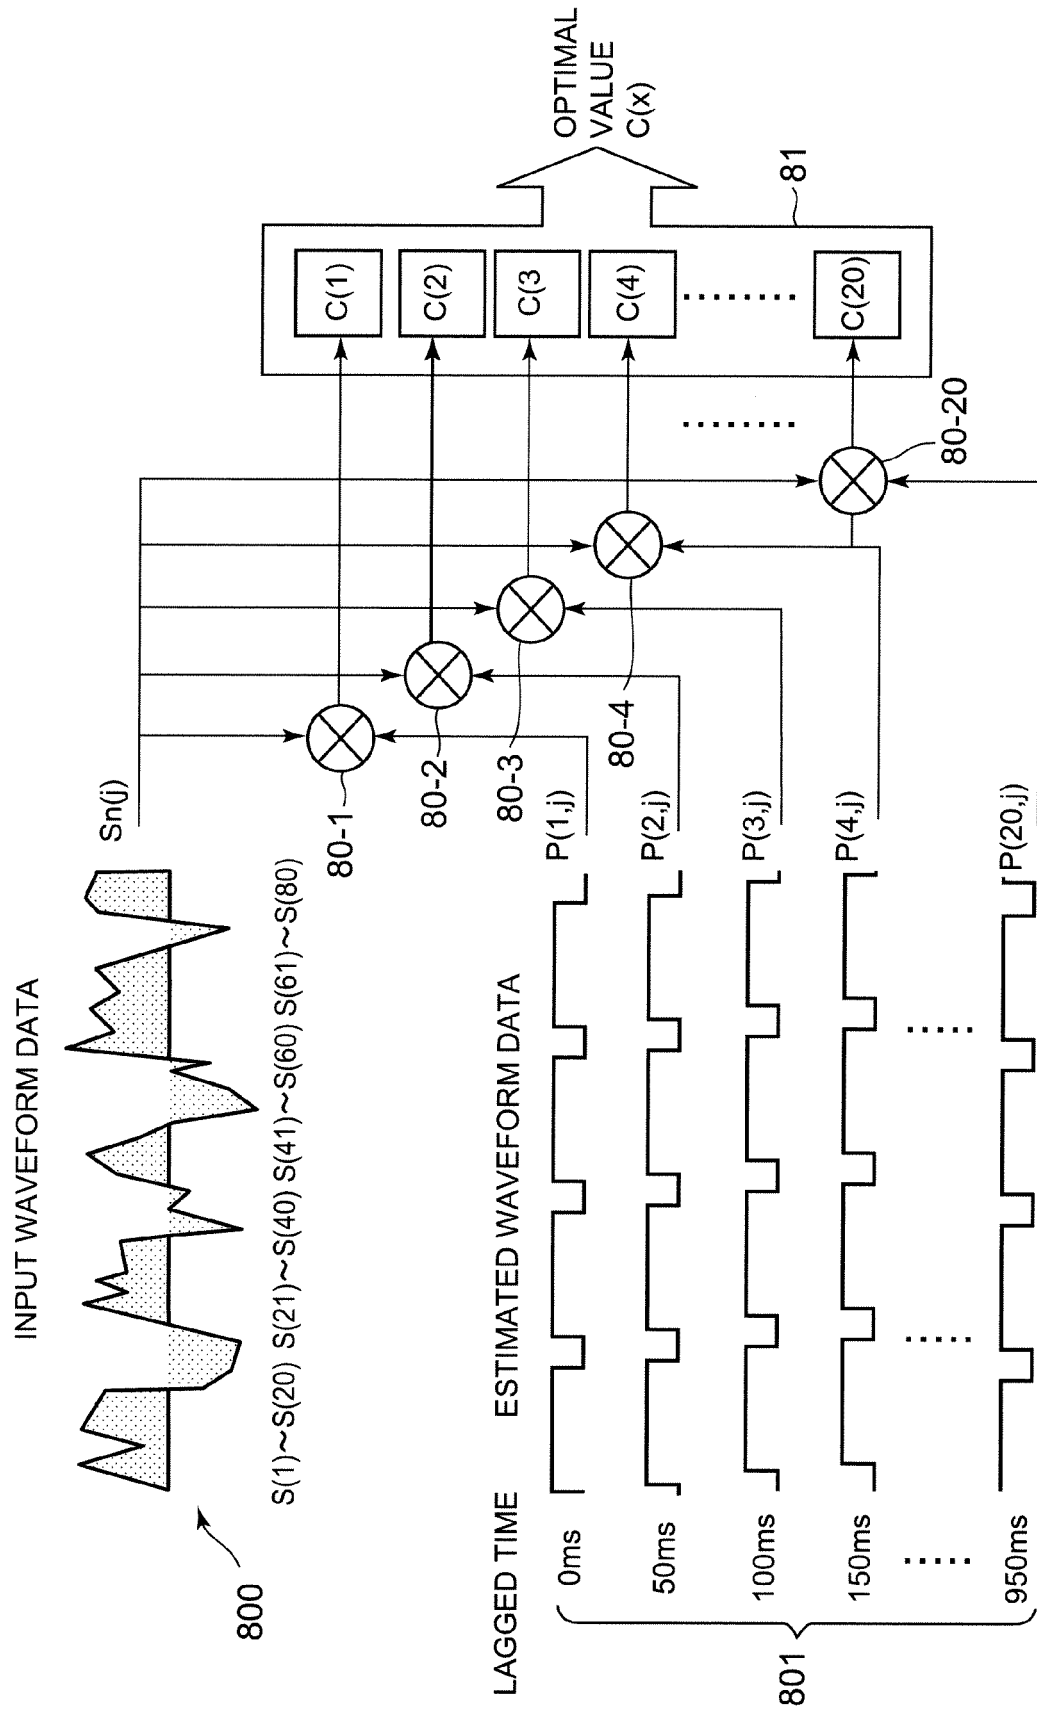 INPUT WAVEFORM DATA
800
S(1)~S(20) S(21)~S(40) S(41)~S(60) S(61)~S(80)
Sn(j)
80-1
80-2
80-3
80-4
80-20
C(1)
C(2)
C(3
C(4)
C(20)
81
OPTIMAL
VALUE
C(x)
LAGGED TIME
ESTIMATED WAVEFORM DATA
0ms
P(1,j)
50ms
P(2,j)
100ms
P(3,j)
150ms
P(4,j)
950ms
P(20,j)
801